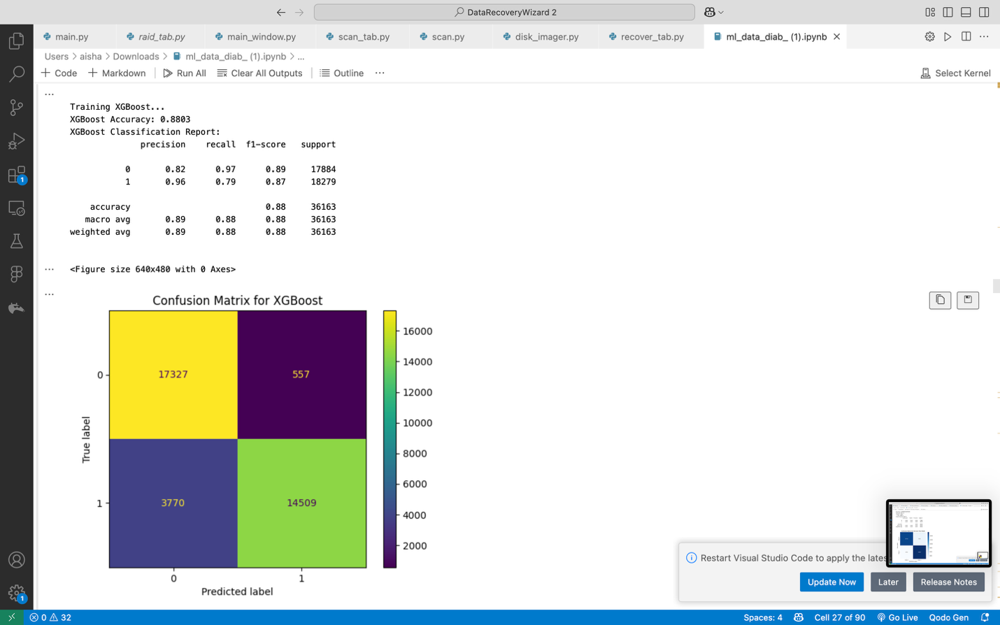 DataRecoveryWizard 2
main.py raid_tab.py main_window.py scan_tab.py scan.py disk_imager.py recover_tab.py ml_data_diab_ (1).ipynb
Users > aisha > Downloads > ml_data_diab_ (1).ipynb > ...
Code Markdown Run All Clear All Outputs Outline ... Select Kernel
Training XGBoost...
XGBoost Accuracy: 0.8803
XGBoost Classification Report:
precision recall f1-score support
0 0.82 0.97 0.89 17884
1 0.96 0.79 0.87 18279
accuracy 0.88 36163
macro avg 0.89 0.88 0.88 36163
weighted avg 0.89 0.88 0.88 36163
<Figure size 640x480 with 0 Axes>
Confusion Matrix for XGBoost
16000
14000
12000
10000
8000
6000
4000
2000
True label
0
17327 557
1
3770 14509
0 1
Predicted label
Restart Visual Studio Code to apply the lates
Update Now Later Release Notes
1
1
0 32 Spaces: 4 Cell 27 of 90 Go Live Qodo Gen